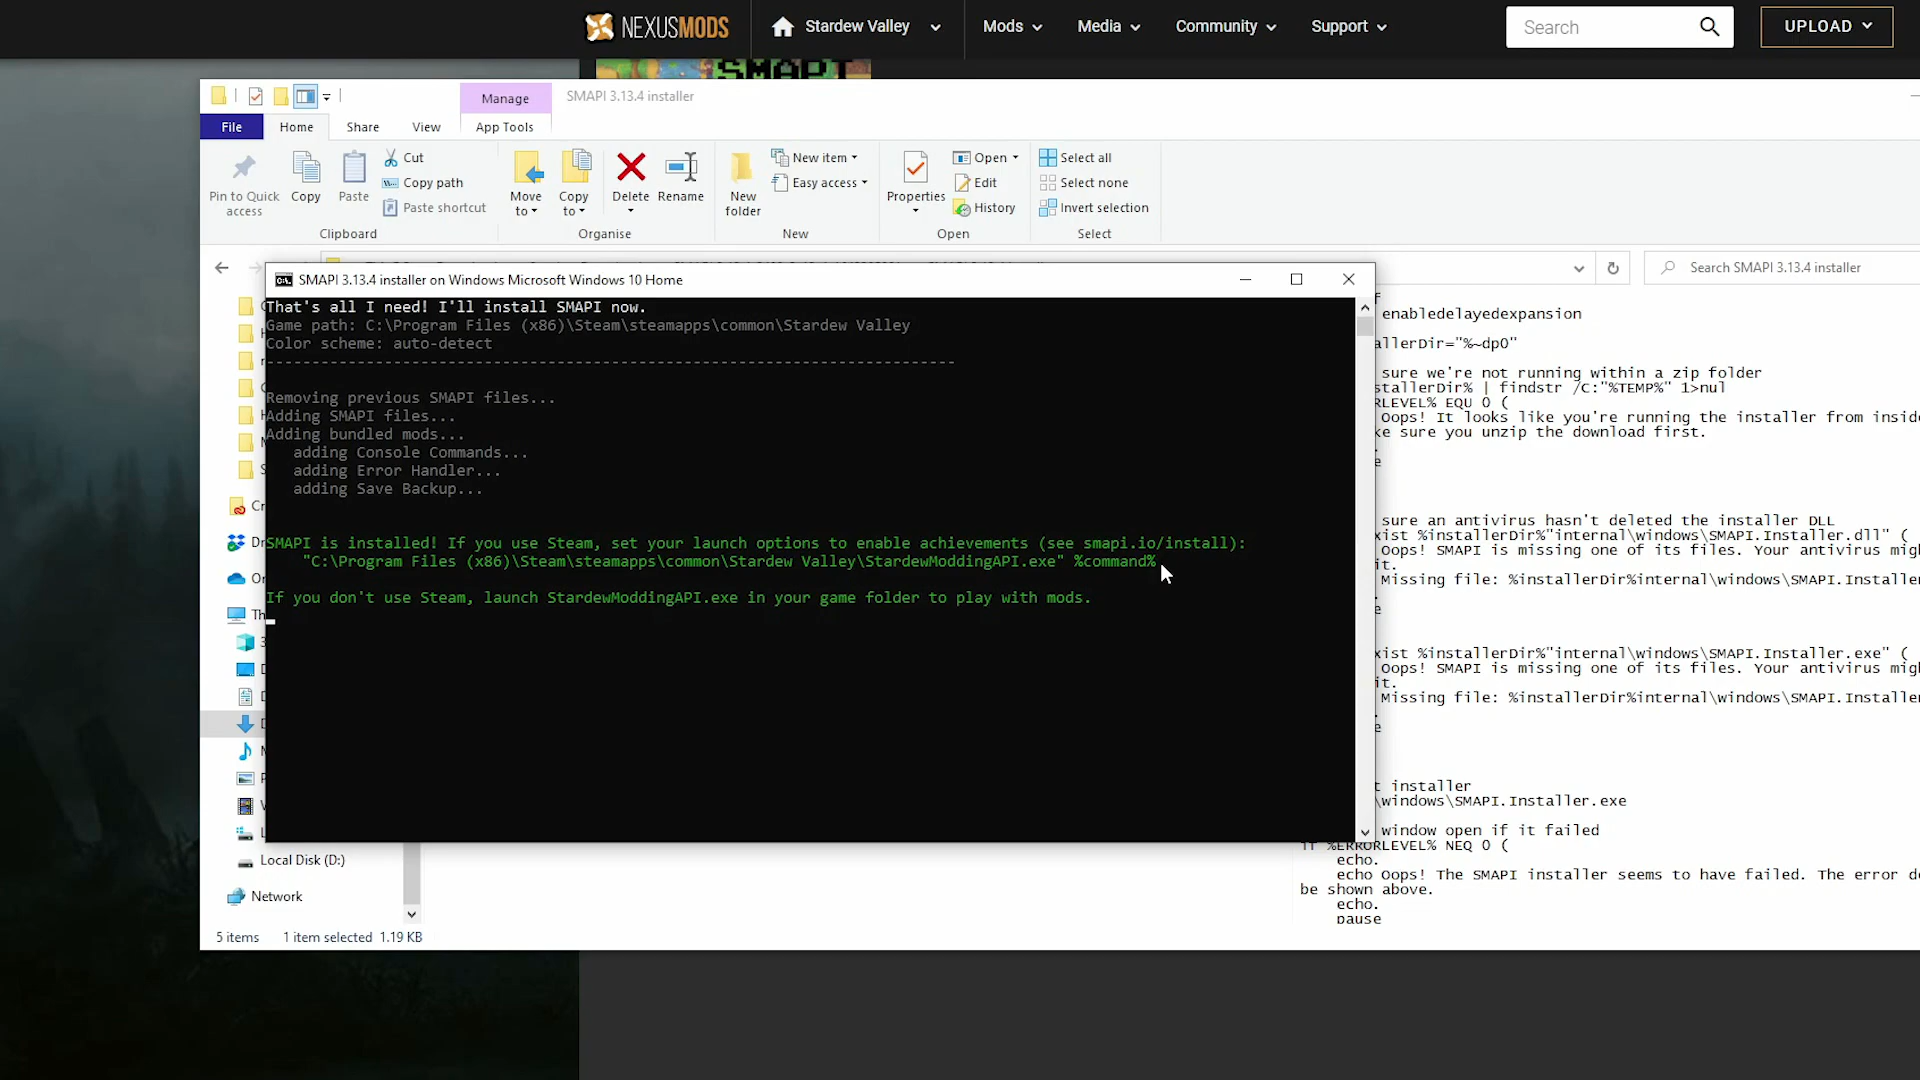 NEXUSMODS
Stardew Valley
Mods
Media
Community
Support
Search
UPLOAD
SMAPI
Manage
SMAPI 3.13.4 installer
File
Home
Share
View
App Tools
Pin to Quick access
Copy
Paste
Cut
Copy path
Paste shortcut
Clipboard
Move to
Copy to
Delete
Rename
Organise
New folder
New item
Easy access
New
Properties
Open
Edit
History
Open
Select all
Select none
Invert selection
Select
Search SMAPI 3.13.4 installer
SMAPI 3.13.4 installer on Windows Microsoft Windows 10 Home
That's all I need! I'll install SMAPI now.
Game path: C:\Program Files (x86)\Steam\steamapps\common\Stardew Valley
Color scheme: auto-detect
--------------------------------------------------------------------------
Removing previous SMAPI files...
Adding SMAPI files...
Adding bundled mods...
adding Console Commands...
adding Error Handler...
adding Save Backup...
SMAPI is installed! If you use Steam, set your launch options to enable achievements (see smapi.io/install):
"C:\Program Files (x86)\Steam\steamapps\common\Stardew Valley\StardewModdingAPI.exe" %command%
If you don't use Steam, launch StardewModdingAPI.exe in your game folder to play with mods.
enabledelayedexpansion
allerDir="%~dp0"
sure we're not running within a zip folder
stallerDir% | findstr /C:"%TEMP%" 1>nul
RLEVEL% EQU 0 (
Oops! It looks like you're running the installer from insid
ke sure you unzip the download first.
e
sure an antivirus hasn't deleted the installer DLL
xist %installerDir%"internal\windows\SMAPI.Installer.dll" (
Oops! SMAPI is missing one of its files. Your antivirus migh
it.
Missing file: %installerDir%internal\windows\SMAPI.Installer
e
xist %installerDir%"internal\windows\SMAPI.Installer.exe" (
Oops! SMAPI is missing one of its files. Your antivirus migh
it.
Missing file: %installerDir%internal\windows\SMAPI.Installer
e
t installer
\windows\SMAPI.Installer.exe
window open if it failed
if %ERRORLEVEL% NEQ 0 (
echo.
echo Oops! The SMAPI installer seems to have failed. The error de
be shown above.
echo.
pause
Local Disk (D:)
Network
5 items
1 item selected 1.19 KB